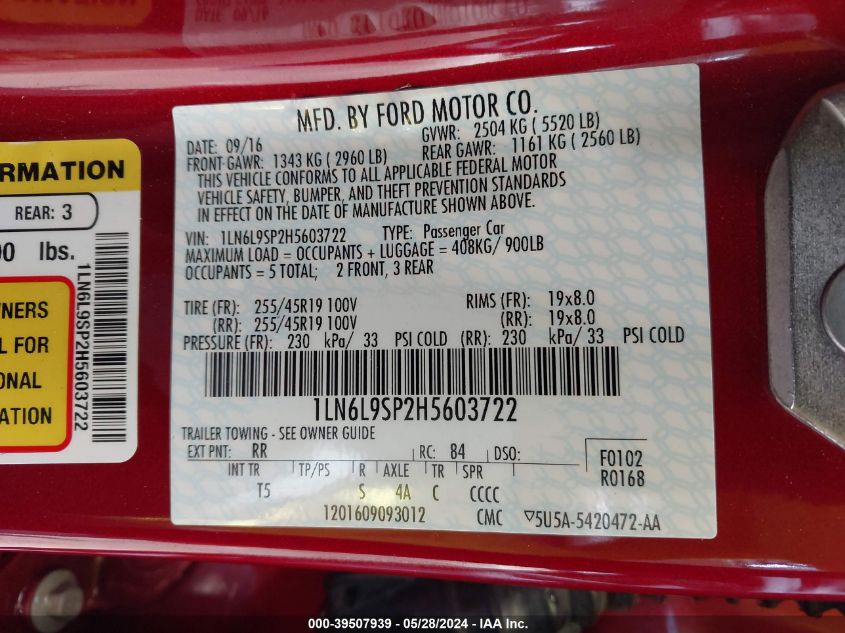 MFD. BY FORD MOTOR CO.
DATE: 09/16 GVWR: 2504 KG ( 5520 LB)
FRONT GAWR: 1343 KG ( 2960 LB) REAR GAWR: 1161 KG ( 2560 LB)
THIS VEHICLE CONFORMS TO ALL APPLICABLE FEDERAL MOTOR
VEHICLE SAFETY, BUMPER, AND THEFT PREVENTION STANDARDS
IN EFFECT ON THE DATE OF MANUFACTURE SHOWN ABOVE.
VIN: 1LN6L9SP2H5603722 TYPE: Passenger Car
MAXIMUM LOAD = OCCUPANTS + LUGGAGE = 408KG/ 900LB
OCCUPANTS = 5 TOTAL; 2 FRONT, 3 REAR
TIRE (FR): 255/45R19 100V RIMS (FR): 19x8.0
(RR): 255/45R19 100V (RR): 19x8.0
PRESSURE (FR): 230 kPa/ 33 PSI COLD (RR): 230 kPa/ 33 PSI COLD
1LN6L9SP2H5603722
TRAILER TOWING - SEE OWNER GUIDE
EXT PNT: RR RC: 84 DSO: F0102
INT TR TP/PS R AXLE TR SPR R0168
T5 S 4A C CCCC
1201609093012 CMC ▽5U5A-5420472-AA
RMATION
REAR: 3
lbs.
WNERS
L FOR
ONAL
ATION
1LN6L9SP2H5603722
000-39507939 - 05/28/2024 - IAA Inc.